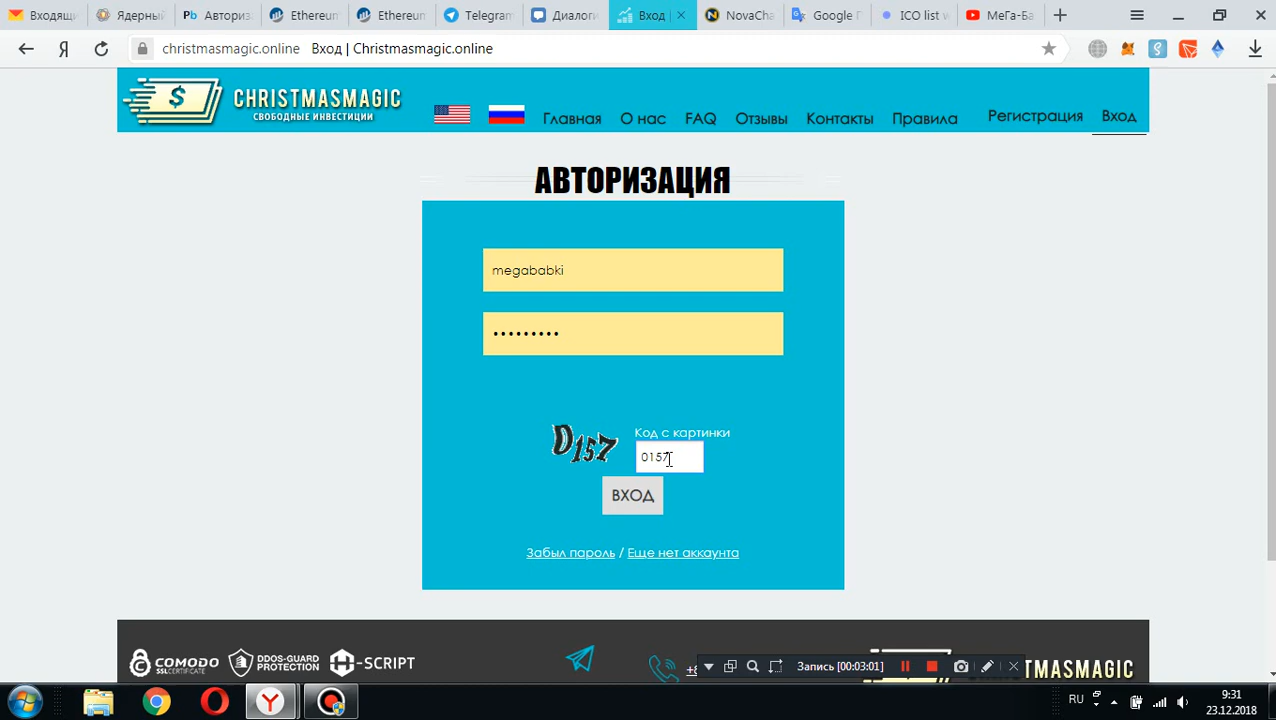 Входящи
Ядерный
Pb Авториз
Ethereum
Ethereun
Telegram
Диалоги
Вход
NovaCha
Google П
ICO list
МеГа-Ба
christmasmagic.online Вход | Christmasmagic.online
$ CHRISTMASMAGIC
СВОБОДНЫЕ ИНВЕСТИЦИИ
Главная О нас FAQ Отзывы Контакты Правила Регистрация Вход
АВТОРИЗАЦИЯ
megababki
•••••••••
Код с картинки
D157
0157
ВХОД
Забыл пароль / Еще нет аккаунта
COMODO
SSL CERTIFICATE
DDOS-GUARD
PROTECTION
H-SCRIPT
Запись [00:03:01]
TMASMAGIC
RU
9:31
23.12.2018